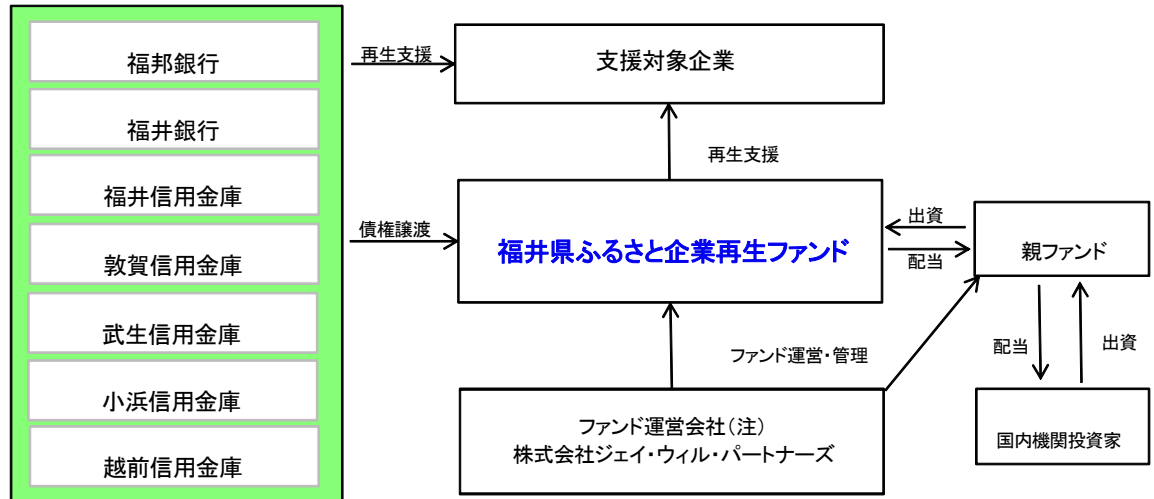 福邦銀行
福井銀行
福井信用金庫
敦賀信用金庫
武生信用金庫
小浜信用金庫
越前信用金庫
再生支援
支援対象企業
再生支援
債権譲渡
福井県ふるさと企業再生ファンド
出資
配当
親ファンド
ファンド運営・管理
配当
出資
ファンド運営会社(注)
株式会社ジェイ・ウィル・パートナーズ
国内機関投資家